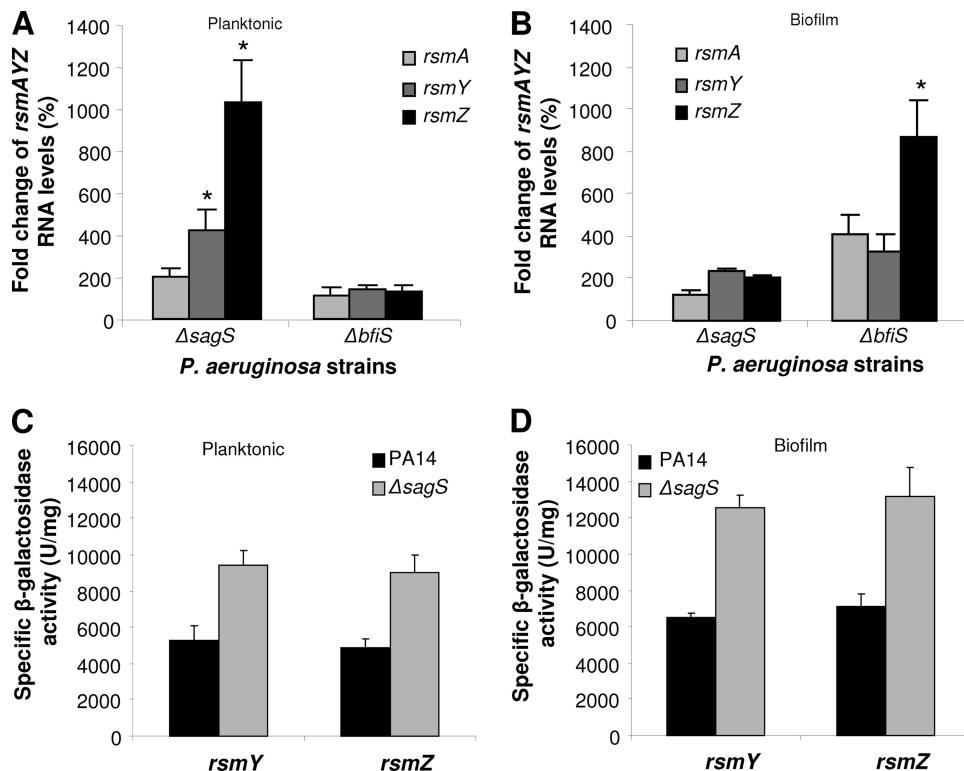 A
Planktonic
Fold change of rsmAYZ
RNA levels (%)
1400
1200
1000
800
600
400
200
0
*
*
rsmA
rsmY
rsmZ
ΔsagS
ΔbfiS
P. aeruginosa strains
B
Biofilm
Fold change of rsmAYZ
RNA levels (%)
1400
1200
1000
800
600
400
200
0
rsmA
rsmY
rsmZ
*
ΔsagS
ΔbfiS
P. aeruginosa strains
C
Planktonic
Specific β-galactosidase
activity (U/mg)
16000
14000
12000
10000
8000
6000
4000
2000
0
PA14
ΔsagS
rsmY
rsmZ
D
Biofilm
Specific β-galactosidase
activity (U/mg)
16000
14000
12000
10000
8000
6000
4000
2000
0
PA14
ΔsagS
rsmY
rsmZ